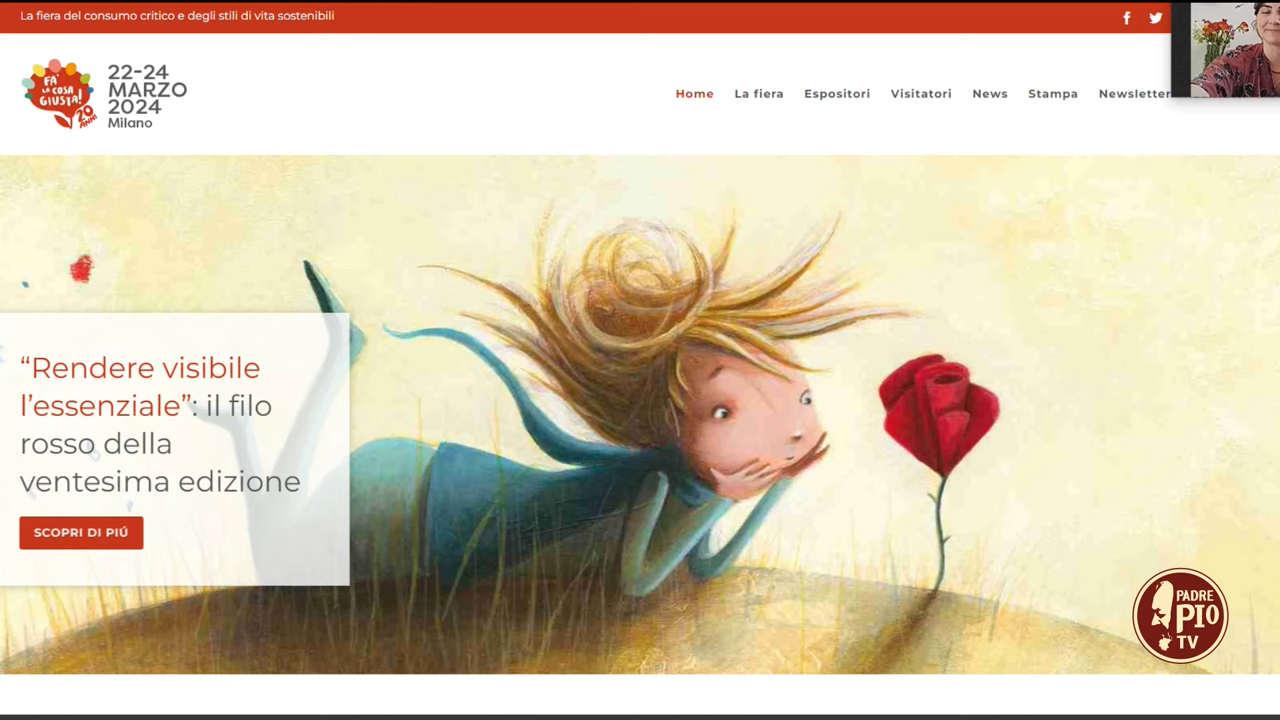 La fiera del consumo critico e degli stili di vita sostenibili
FA'
LA COSA
GIUSTA!
20
ANNI
22-24
MARZO
2024
Milano
Home La fiera Espositori Visitatori News Stampa Newsletter
“Rendere visibile
l’essenziale”: il filo
rosso della
ventesima edizione
SCOPRI DI PIÚ
PADRE
PIO
TV